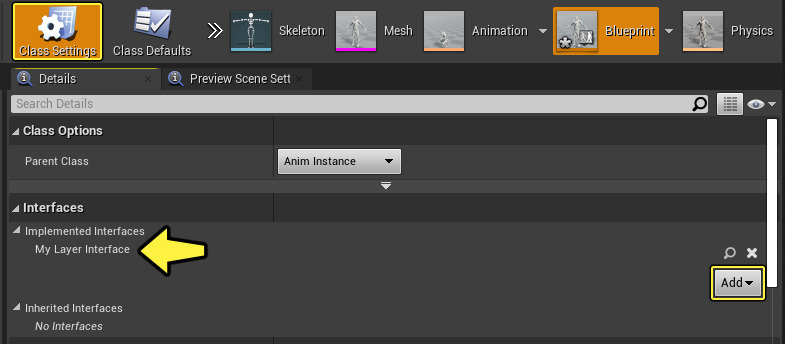 Class Settings Class Defaults Skeleton Mesh Animation Blueprint Physics
Details Preview Scene Sett
Search Details
Class Options
Parent Class Anim Instance
Interfaces
Implemented Interfaces
My Layer Interface
Add
Inherited Interfaces
No Interfaces